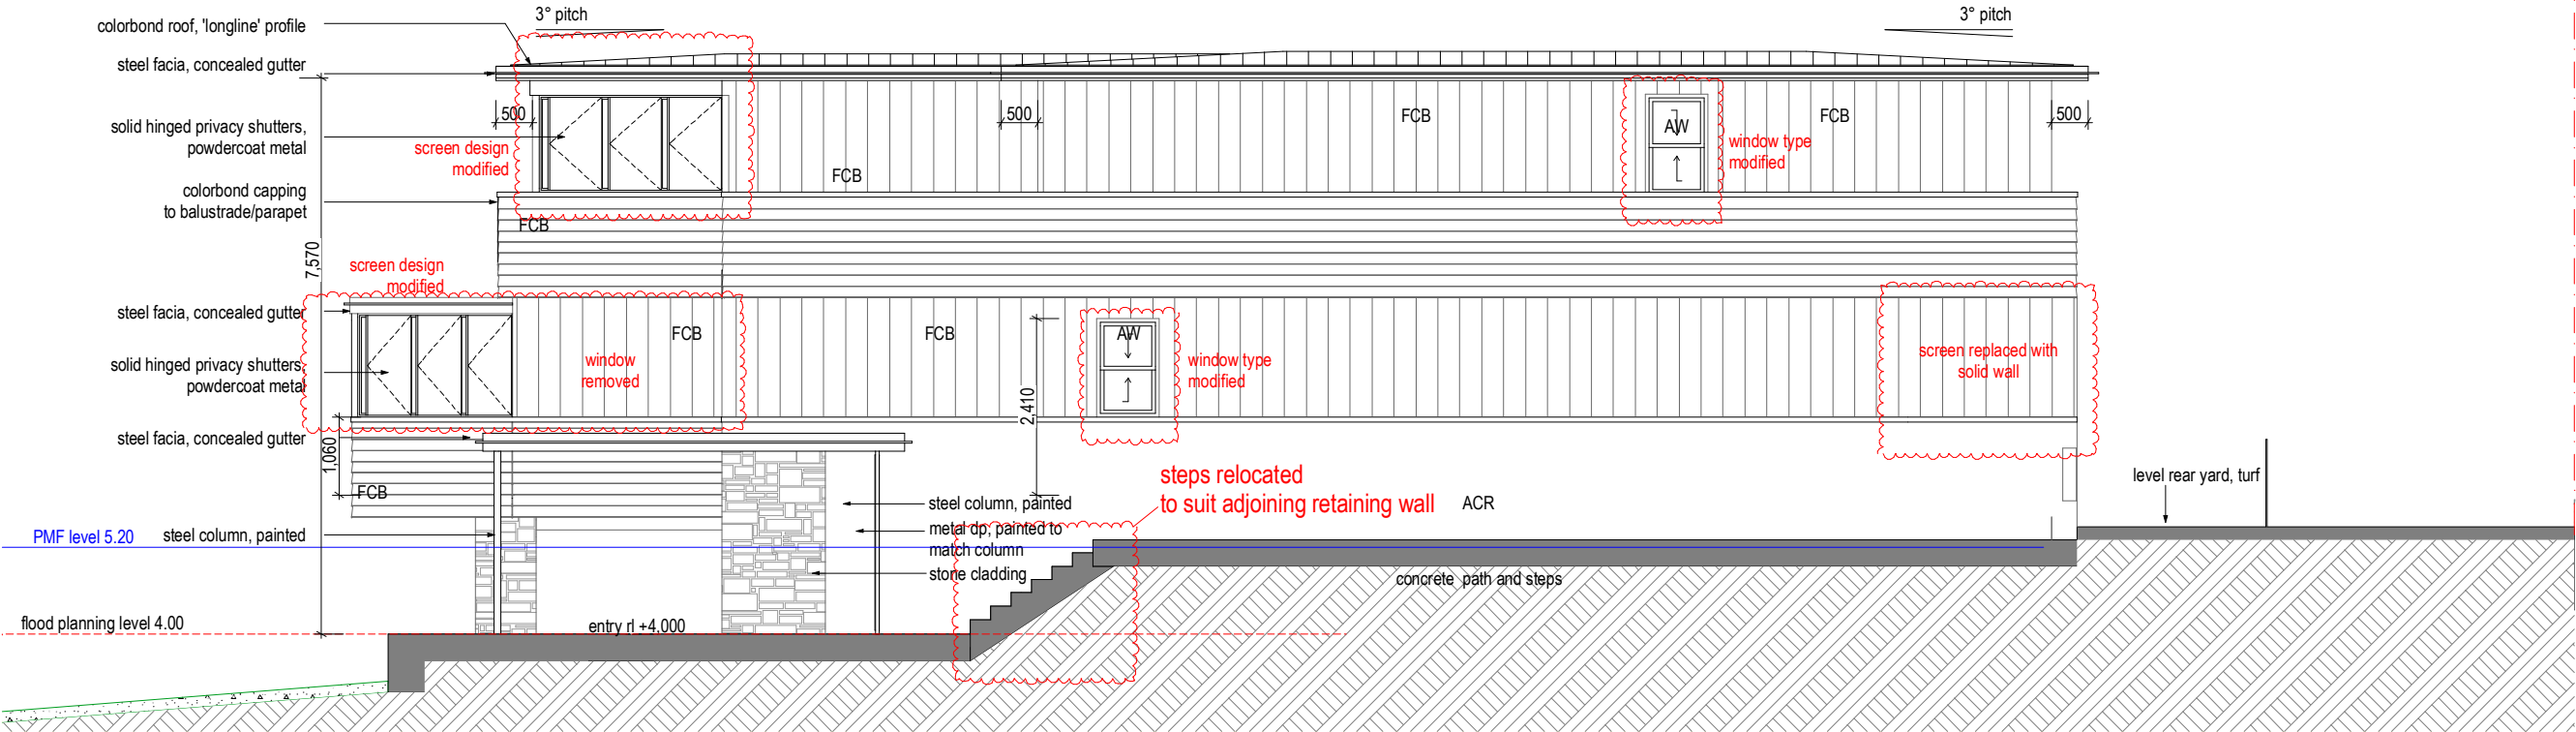 3° pitch
3° pitch
colorbond roof, 'longline' profile
steel facia, concealed gutter
500
500
FCB
FCB
500
solid hinged privacy shutters,
powdercoat metal
AW
screen design
modified
window type
modified
FCB
colorbond capping
to balustrade/parapet
FCB
7,570
screen design
modified
steel facia, concealed gutter
FCB
FCB
AW
solid hinged privacy shutters,
powdercoat metal
window
removed
window type
modified
screen replaced with
solid wall
2,410
steel facia, concealed gutter
1,060
FCB
steps relocated
to suit adjoining retaining wall
ACR
level rear yard, turf
steel column, painted
metal dp, painted to
match column
stone cladding
PMF level 5.20
steel column, painted
concrete path and steps
flood planning level 4.00
entry rl +4,000